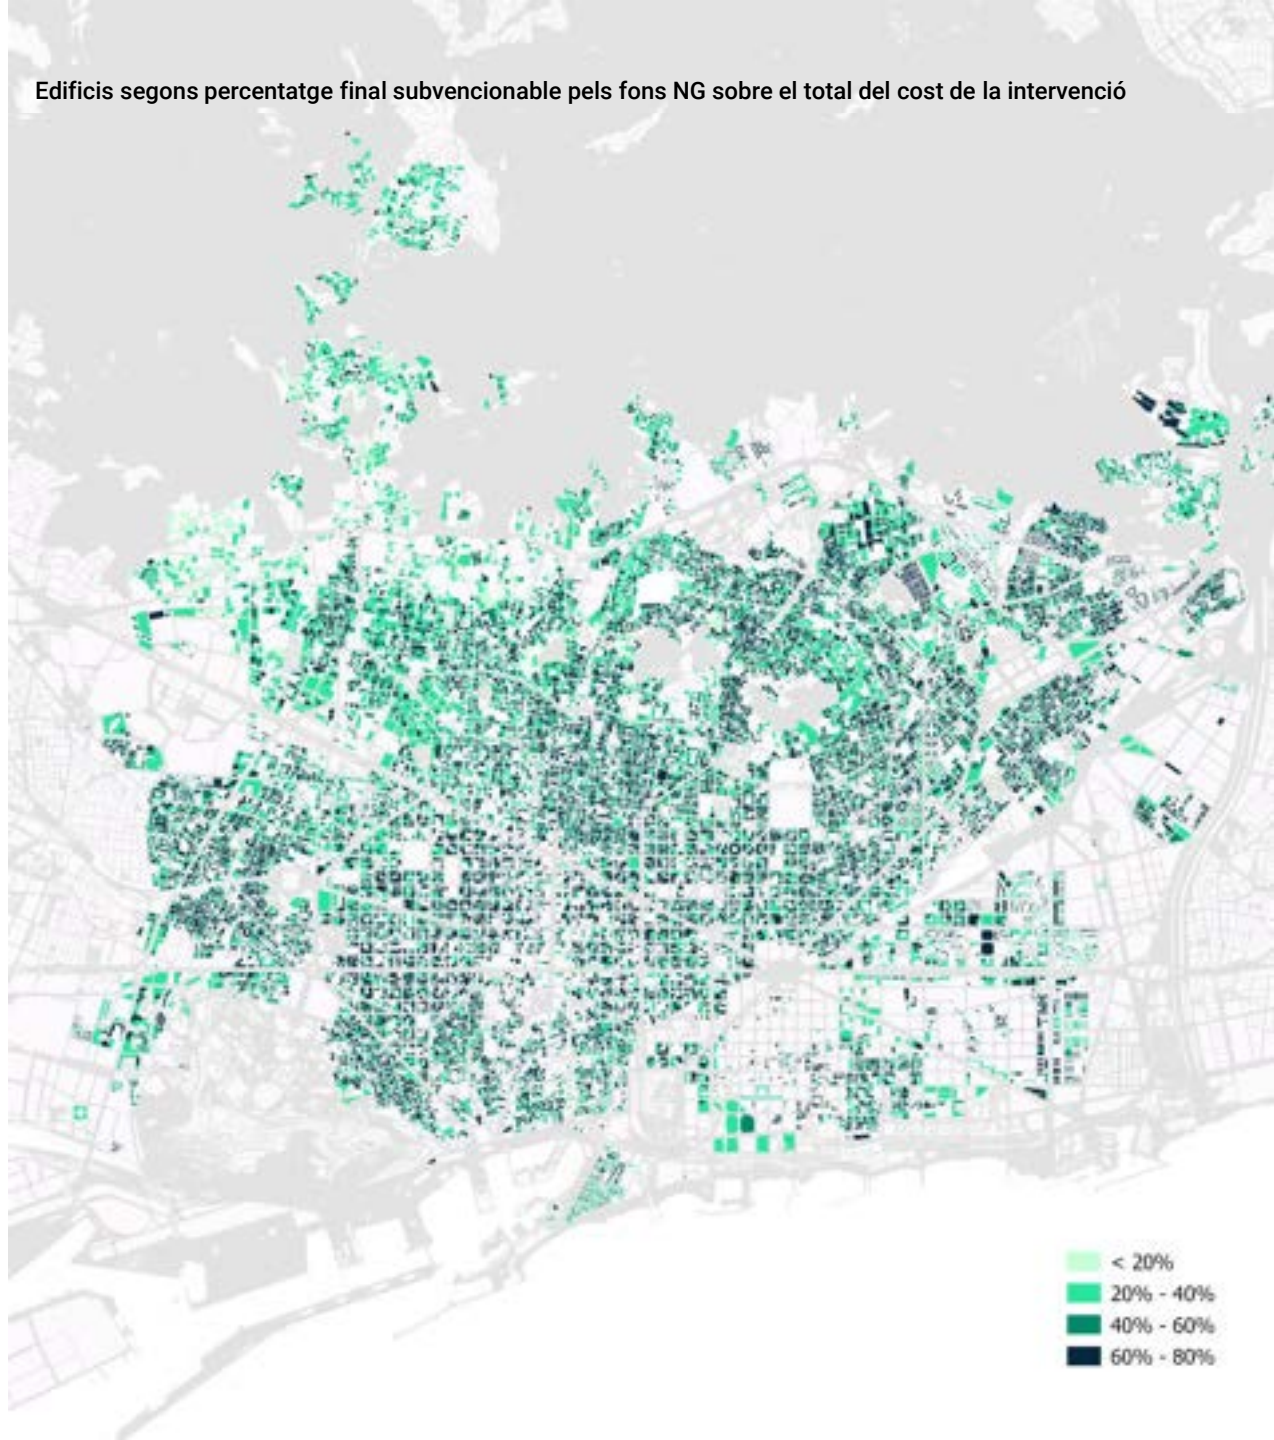 Edificis segons percentatge final subvencionable pels fons NG sobre el total del cost de la intervenció
< 20%
20% - 40%
40% - 60%
60% - 80%